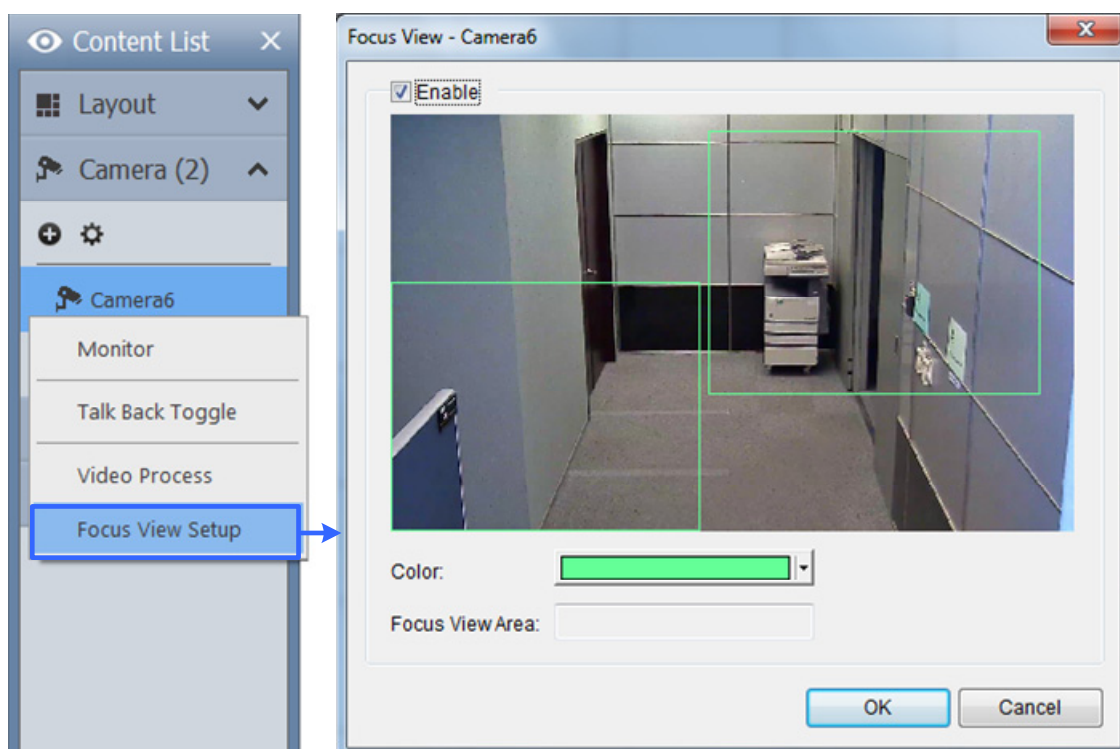 Content List
Layout
Camera (2)
Camera6
Monitor
Talk Back Toggle
Video Process
Focus View Setup
Focus View - Camera6
Enable
Color:
Focus View Area:
OK
Cancel